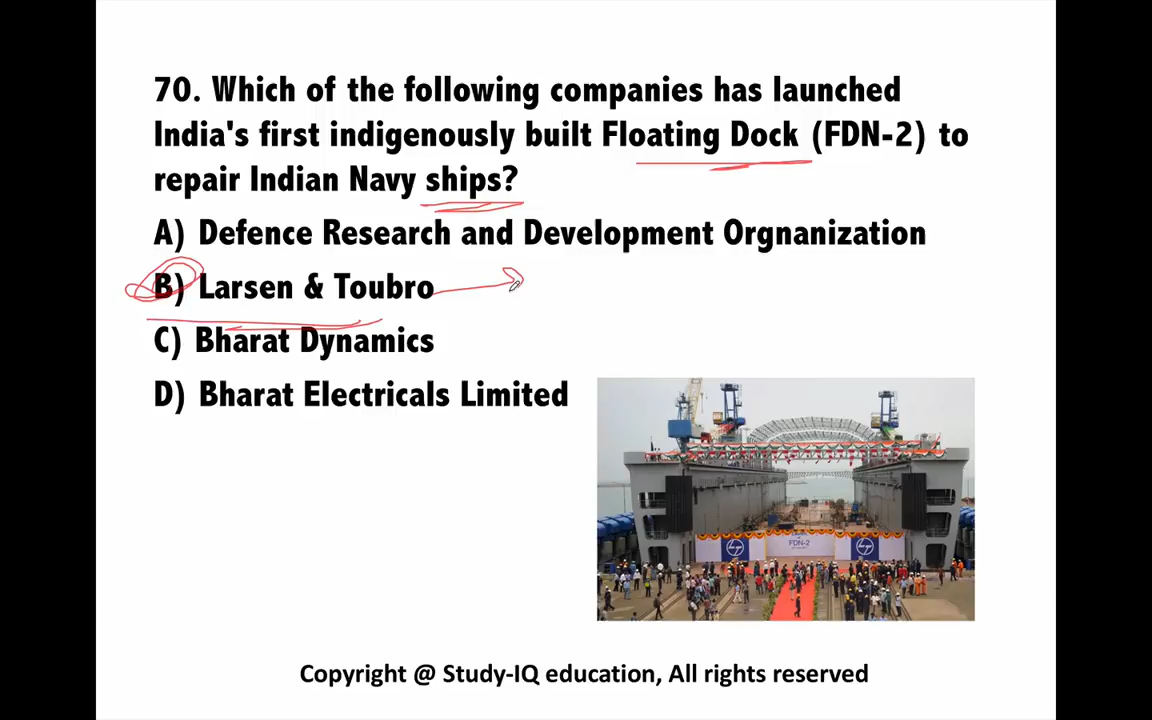 70. Which of the following companies has launched
India's first indigenously built Floating Dock (FDN-2) to
repair Indian Navy ships?
A) Defence Research and Development Orgnanization
B) Larsen & Toubro
C) Bharat Dynamics
D) Bharat Electricals Limited
FDN-2
Copyright @ Study-IQ education, All rights reserved